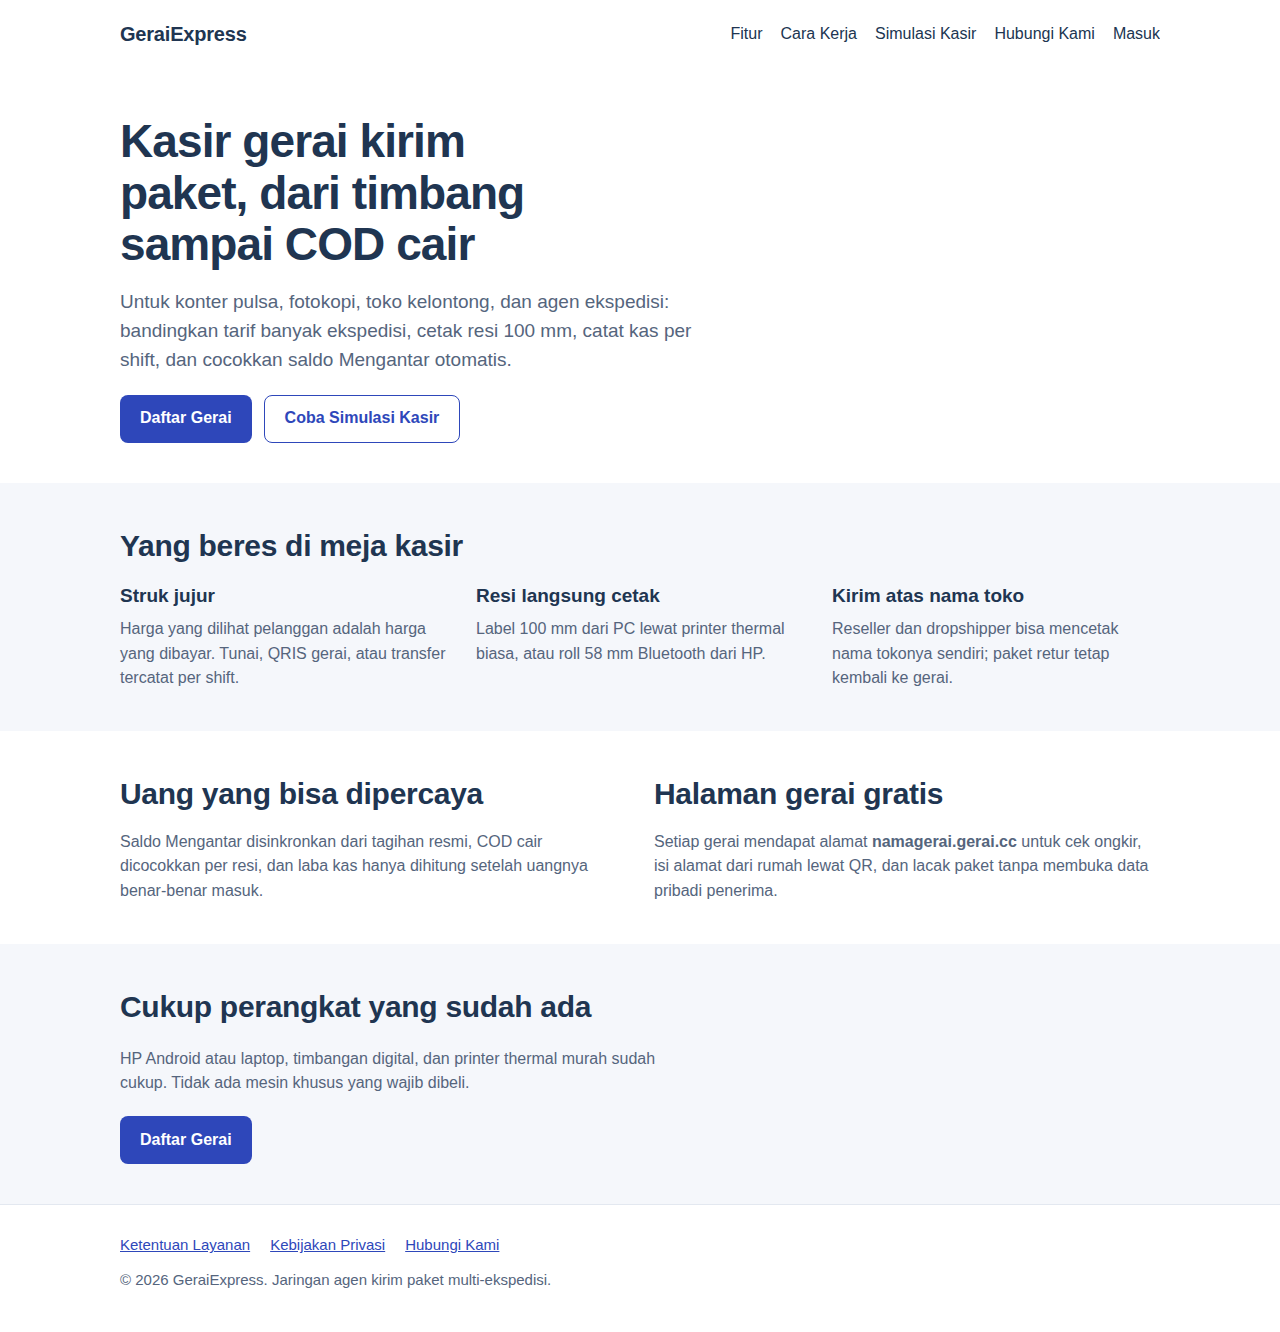 GeraiExpress
Fitur Cara Kerja Simulasi Kasir Hubungi Kami Masuk
Kasir gerai kirim
paket, dari timbang
sampai COD cair
Untuk konter pulsa, fotokopi, toko kelontong, dan agen ekspedisi:
bandingkan tarif banyak ekspedisi, cetak resi 100 mm, catat kas per
shift, dan cocokkan saldo Mengantar otomatis.
Daftar Gerai Coba Simulasi Kasir
Yang beres di meja kasir
Struk jujur
Harga yang dilihat pelanggan adalah harga
yang dibayar. Tunai, QRIS gerai, atau transfer
tercatat per shift.
Resi langsung cetak
Label 100 mm dari PC lewat printer thermal
biasa, atau roll 58 mm Bluetooth dari HP.
Kirim atas nama toko
Reseller dan dropshipper bisa mencetak
nama tokonya sendiri; paket retur tetap
kembali ke gerai.
Uang yang bisa dipercaya
Saldo Mengantar disinkronkan dari tagihan resmi, COD cair
dicocokkan per resi, dan laba kas hanya dihitung setelah uangnya
benar-benar masuk.
Halaman gerai gratis
Setiap gerai mendapat alamat namagerai.gerai.cc untuk cek ongkir,
isi alamat dari rumah lewat QR, dan lacak paket tanpa membuka data
pribadi penerima.
Cukup perangkat yang sudah ada
HP Android atau laptop, timbangan digital, dan printer thermal murah sudah
cukup. Tidak ada mesin khusus yang wajib dibeli.
Daftar Gerai
Ketentuan Layanan Kebijakan Privasi Hubungi Kami
© 2026 GeraiExpress. Jaringan agen kirim paket multi-ekspedisi.